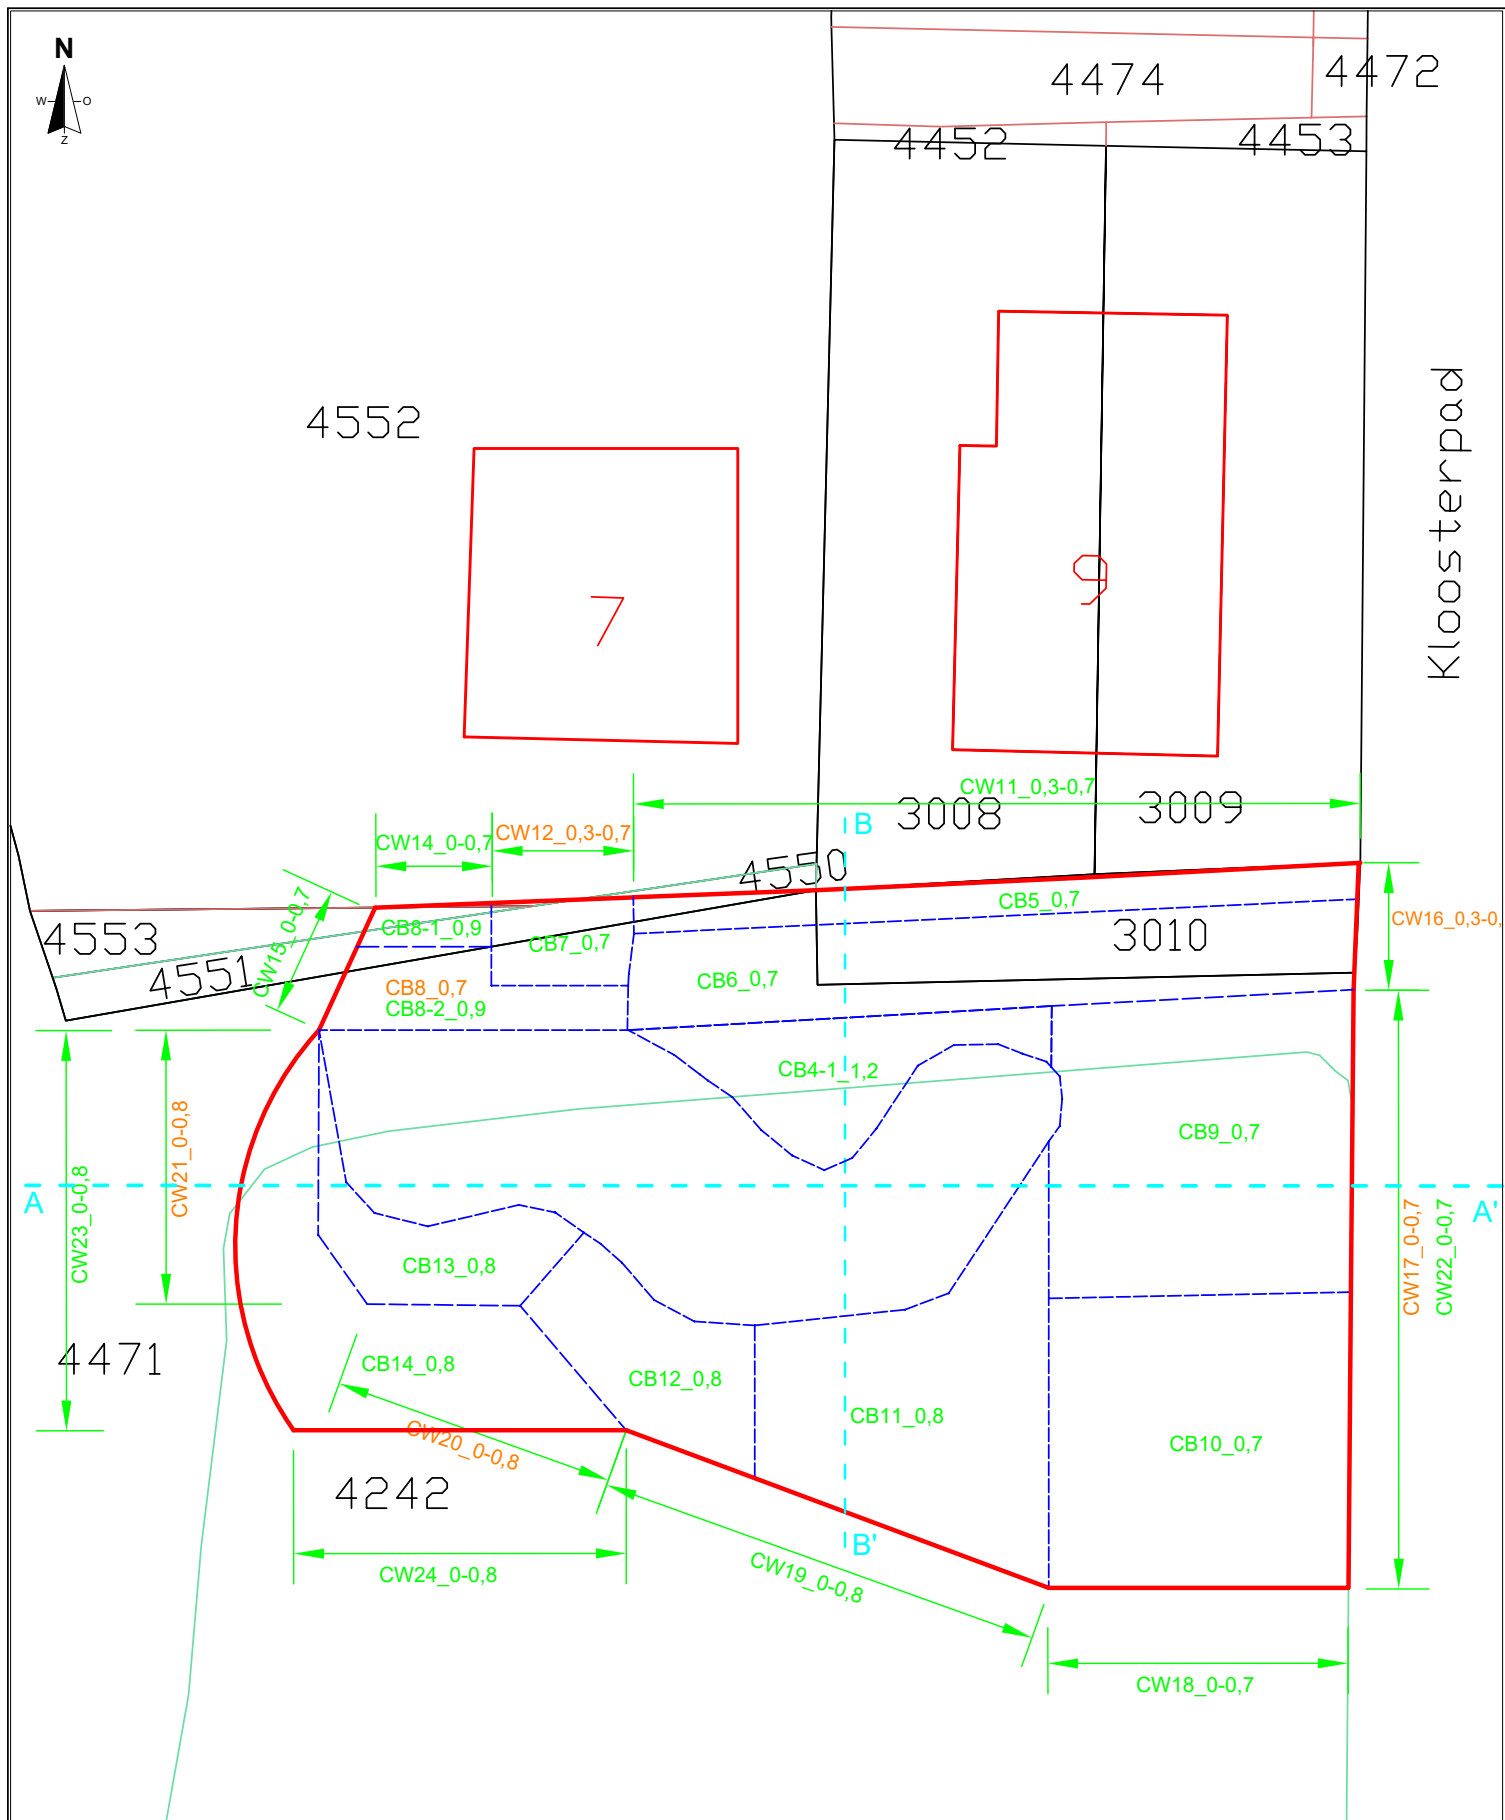 N
W O
Z
4474
4472
4452
4453
4552
Kloosterpad
7
9
CW11_0,3-0,7
3008
3009
B
CW14_0-0,7
CW12_0,3-0,7
4550
CB5_0,7
CW16_0,3-0,
CW15_0-0,7
CB8-1_0,9
CB7_0,7
3010
4553
4551
CB8_0,7
CB8-2_0,9
CB6_0,7
CB4-1_1,2
CB9_0,7
CW21_0-0,8
CW23_0-0,8
A
A'
CW17_0-0,7
CW22_0-0,7
CB13_0,8
4471
CB14_0,8
CB12_0,8
CB11_0,8
CB10_0,7
CW20_0-0,8
4242
B'
CW24_0-0,8
CW19_0-0,8
CW18_0-0,7